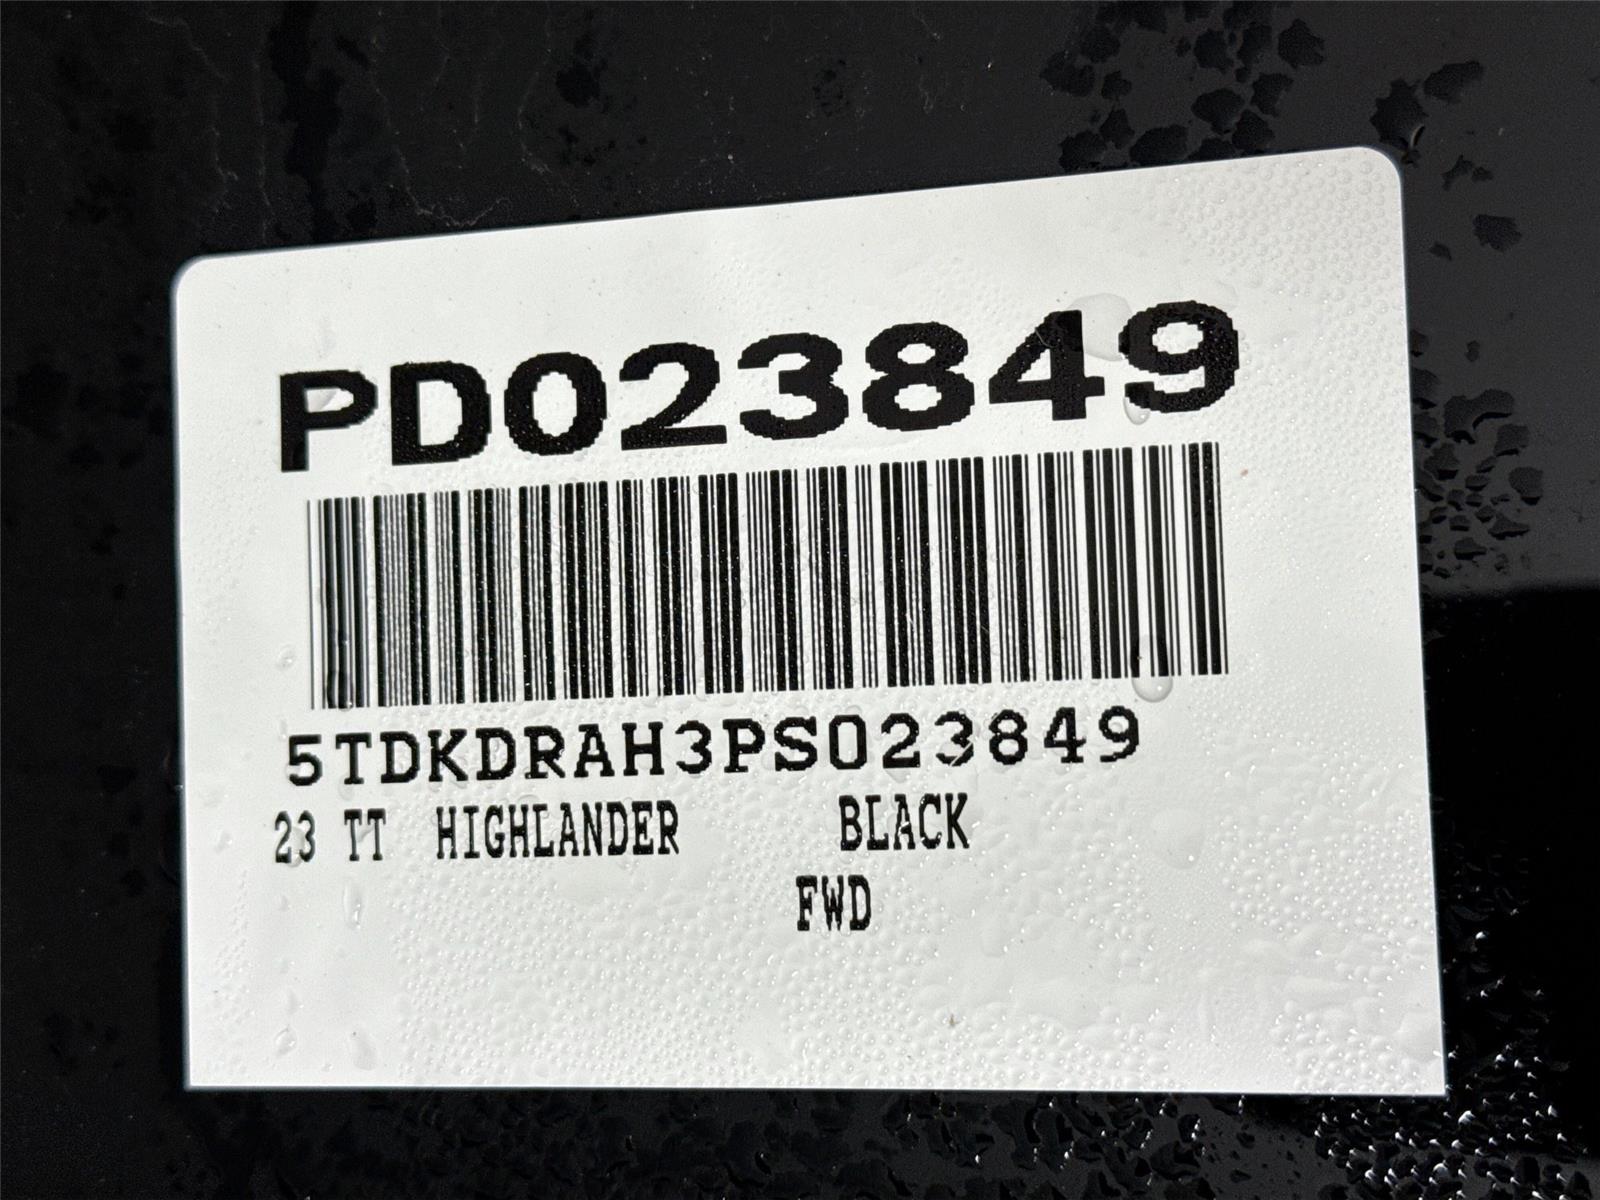 PD023849
5TDKDRAH3PS023849
23 TT HIGHLANDER BLACK
FWD